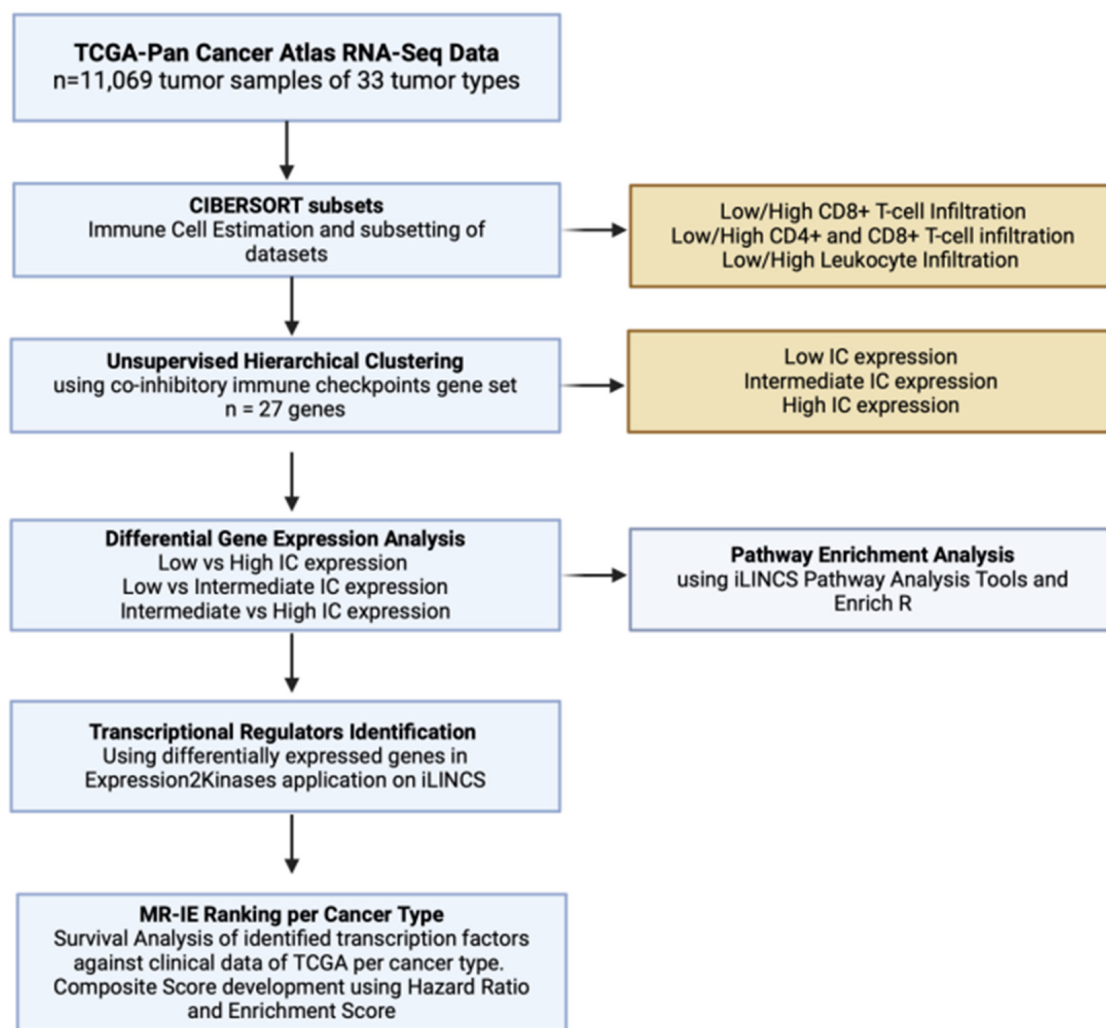 TCGA-Pan Cancer Atlas RNA-Seq Data
n=11,069 tumor samples of 33 tumor types
CIBERSORT subsets
Immune Cell Estimation and subsetting of
datasets
Low/High CD8+ T-cell Infiltration
Low/High CD4+ and CD8+ T-cell infiltration
Low/High Leukocyte Infiltration
Unsupervised Hierarchical Clustering
using co-inhibitory immune checkpoints gene set
n = 27 genes
Low IC expression
Intermediate IC expression
High IC expression
Differential Gene Expression Analysis
Low vs High IC expression
Low vs Intermediate IC expression
Intermediate vs High IC expression
Pathway Enrichment Analysis
using iLINCS Pathway Analysis Tools and
Enrich R
Transcriptional Regulators Identification
Using differentially expressed genes in
Expression2Kinases application on iLINCS
MR-IE Ranking per Cancer Type
Survival Analysis of identified transcription factors
against clinical data of TCGA per cancer type.
Composite Score development using Hazard Ratio
and Enrichment Score